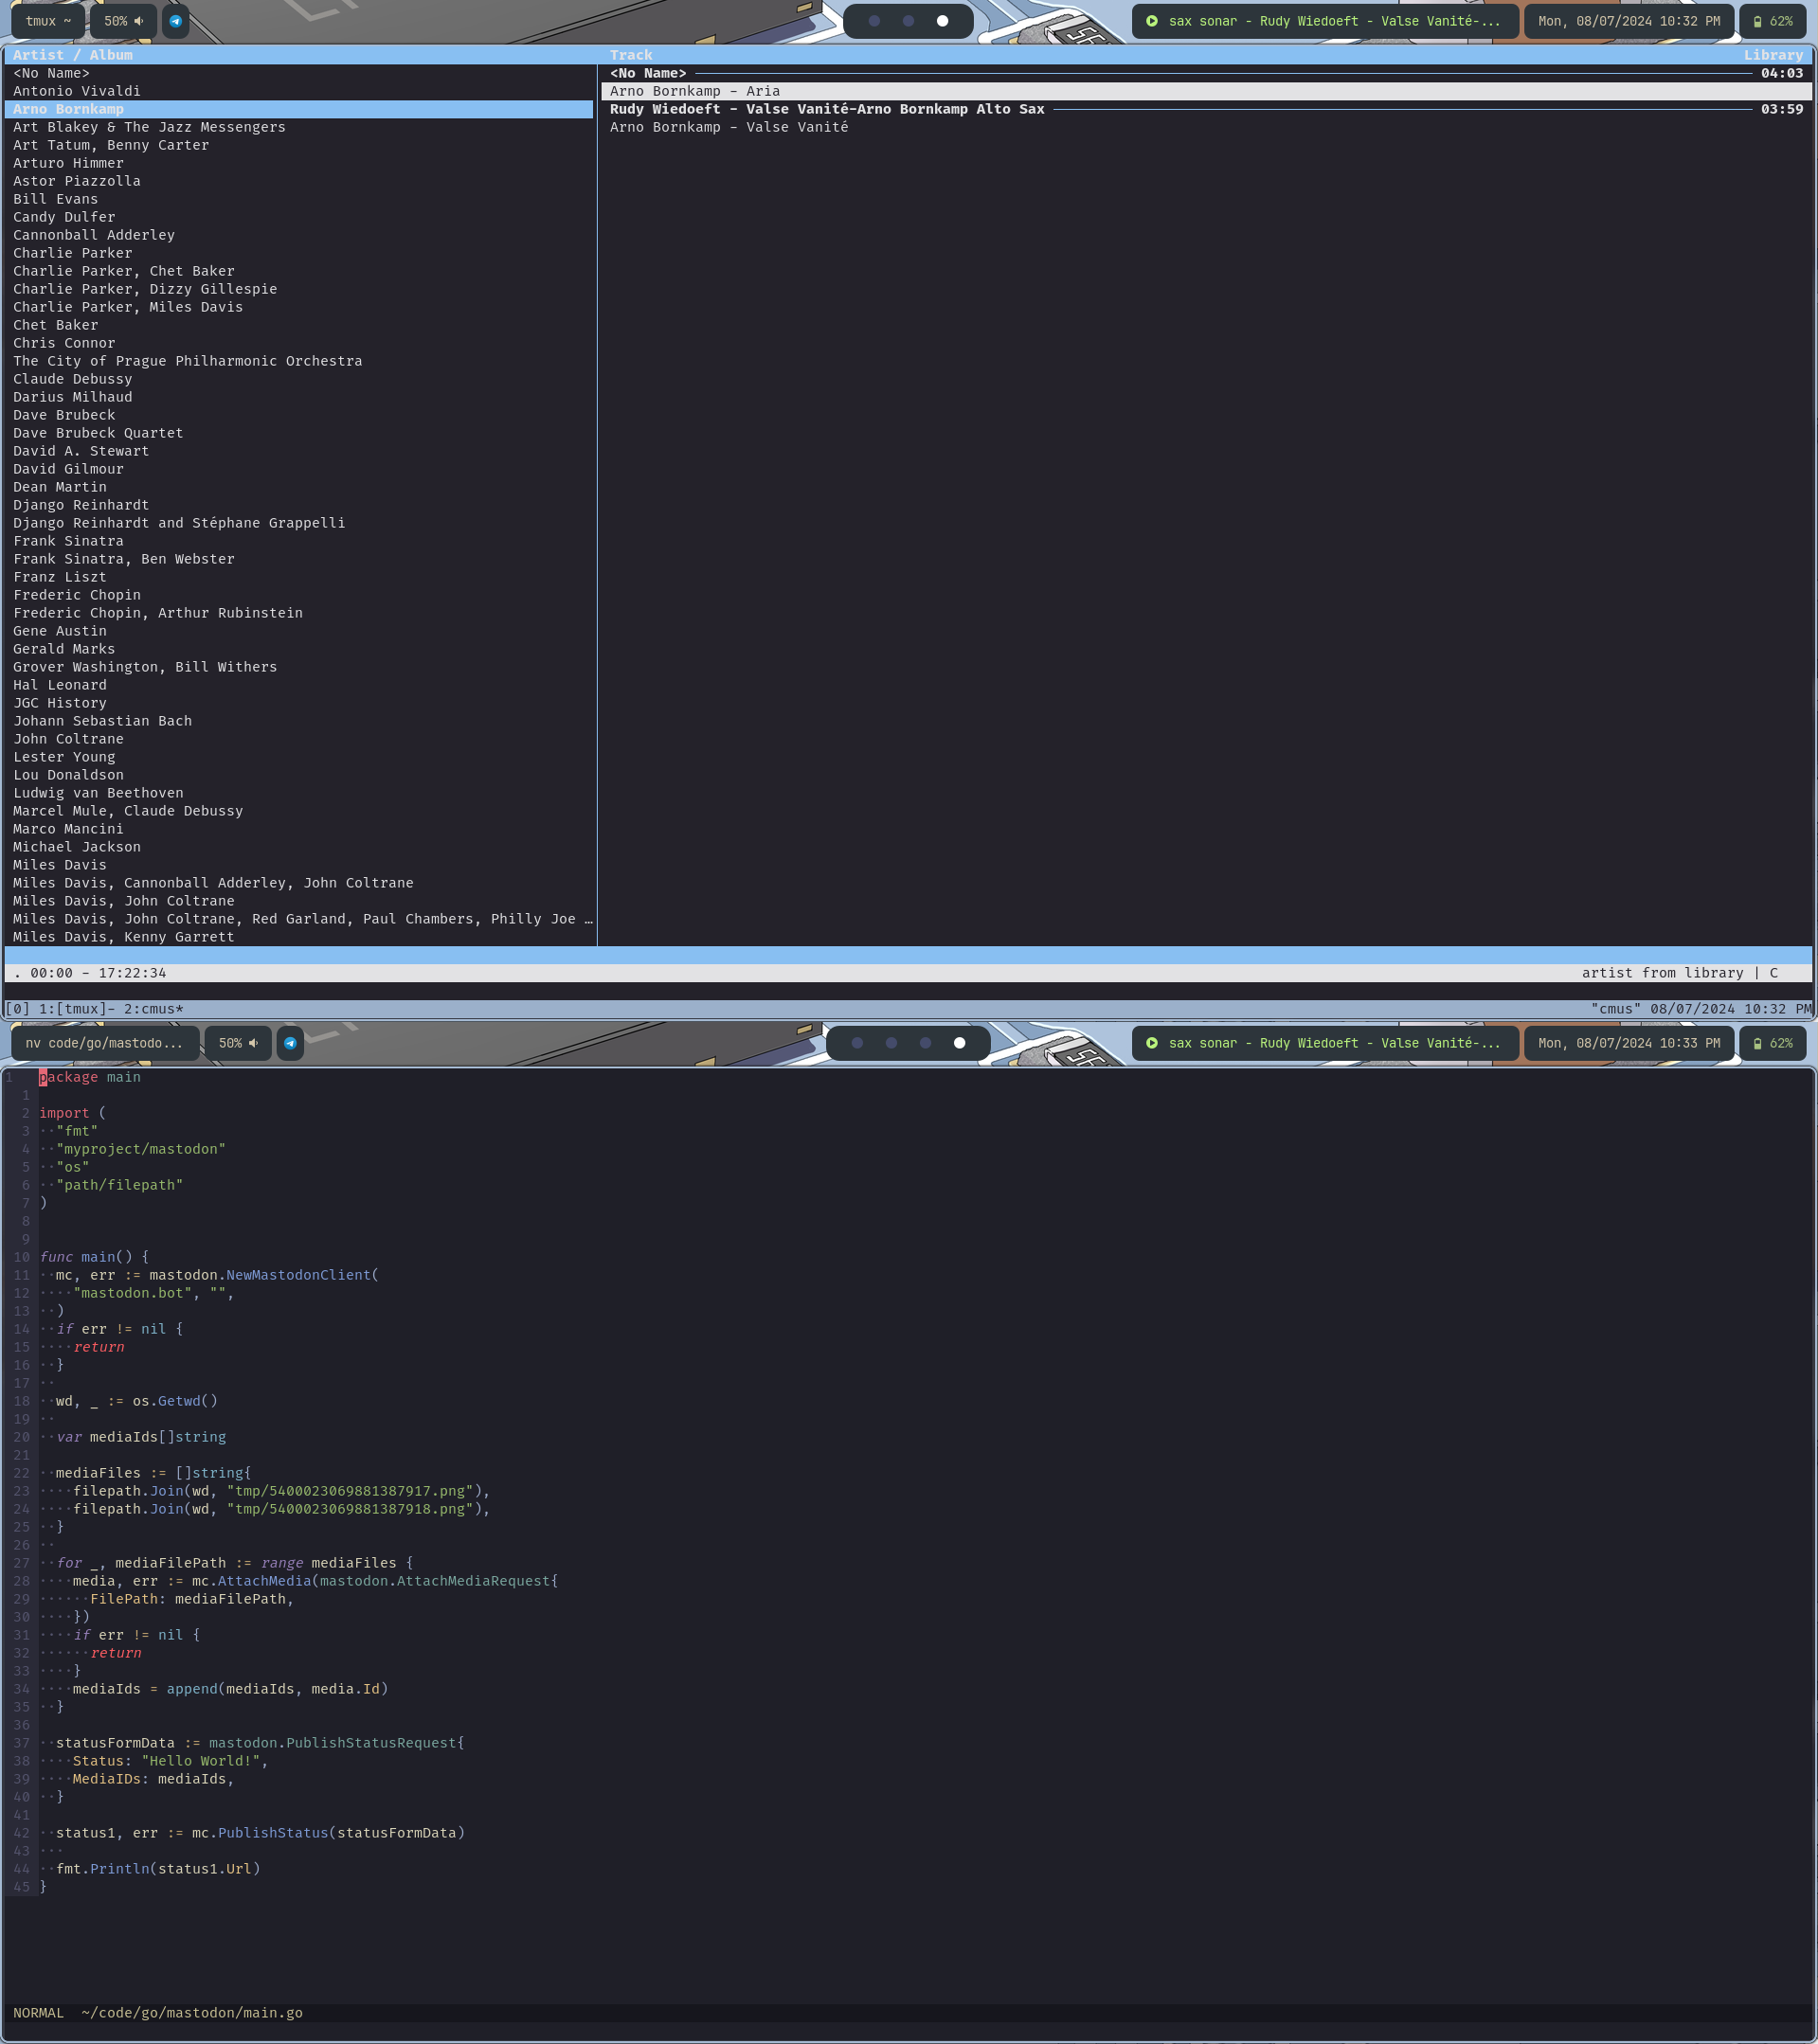 tmux ~ 50% sax sonar - Rudy Wiedoeft - Valse Vanité-... Mon, 08/07/2024 10:32 PM 62%
Artist / Album Track Library
<No Name> <No Name> 04:03
Antonio Vivaldi Arno Bornkamp - Aria
Arno Bornkamp Rudy Wiedoeft - Valse Vanité-Arno Bornkamp Alto Sax 03:59
Art Blakey & The Jazz Messengers Arno Bornkamp - Valse Vanité
Art Tatum, Benny Carter
Arturo Himmer
Astor Piazzolla
Bill Evans
Candy Dulfer
Cannonball Adderley
Charlie Parker
Charlie Parker, Chet Baker
Charlie Parker, Dizzy Gillespie
Charlie Parker, Miles Davis
Chet Baker
Chris Connor
The City of Prague Philharmonic Orchestra
Claude Debussy
Darius Milhaud
Dave Brubeck
Dave Brubeck Quartet
David A. Stewart
David Gilmour
Dean Martin
Django Reinhardt
Django Reinhardt and Stéphane Grappelli
Frank Sinatra
Frank Sinatra, Ben Webster
Franz Liszt
Frederic Chopin
Frederic Chopin, Arthur Rubinstein
Gene Austin
Gerald Marks
Grover Washington, Bill Withers
Hal Leonard
JGC History
Johann Sebastian Bach
John Coltrane
Lester Young
Lou Donaldson
Ludwig van Beethoven
Marcel Mule, Claude Debussy
Marco Mancini
Michael Jackson
Miles Davis
Miles Davis, Cannonball Adderley, John Coltrane
Miles Davis, John Coltrane
Miles Davis, John Coltrane, Red Garland, Paul Chambers, Philly Joe …
Miles Davis, Kenny Garrett
. 00:00 - 17:22:34 artist from library | C
[0] 1:[tmux]- 2:cmus* "cmus" 08/07/2024 10:32 PM
nv code/go/mastodo... 50% sax sonar - Rudy Wiedoeft - Valse Vanité-... Mon, 08/07/2024 10:33 PM 62%
1 package main
1
2 import (
3 ··"fmt"
4 ··"myproject/mastodon"
5 ··"os"
6 ··"path/filepath"
7 )
8
9
10 func main() {
11 ··mc, err := mastodon.NewMastodonClient(
12 ····"mastodon.bot", "",
13 ··)
14 ··if err != nil {
15 ····return
16 ··}
17 ··
18 ··wd, _ := os.Getwd()
19 ··
20 ··var mediaIds[]string
21
22 ··mediaFiles := []string{
23 ····filepath.Join(wd, "tmp/5400023069881387917.png"),
24 ····filepath.Join(wd, "tmp/5400023069881387918.png"),
25 ··}
26 ··
27 ··for _, mediaFilePath := range mediaFiles {
28 ····media, err := mc.AttachMedia(mastodon.AttachMediaRequest{
29 ······FilePath: mediaFilePath,
30 ····})
31 ····if err != nil {
32 ······return
33 ····}
34 ····mediaIds = append(mediaIds, media.Id)
35 ··}
36
37 ··statusFormData := mastodon.PublishStatusRequest{
38 ····Status: "Hello World!",
39 ····MediaIDs: mediaIds,
40 ··}
41
42 ··status1, err := mc.PublishStatus(statusFormData)
43 ···
44 ··fmt.Println(status1.Url)
45 }
NORMAL ~/code/go/mastodon/main.go